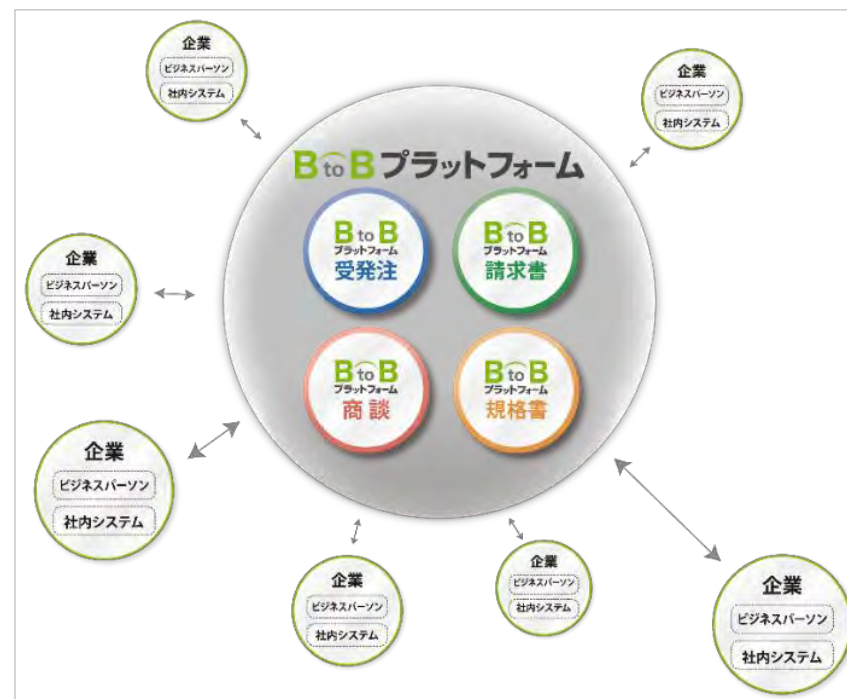 企業
ビジネスパーソン
社内システム
企業
ビジネスパーソン
社内システム
BtoBプラットフォーム
BtoB
プラットフォーム
受発注
BtoB
プラットフォーム
請求書
企業
ビジネスパーソン
社内システム
BtoB
プラットフォーム
商談
BtoB
プラットフォーム
規格書
企業
ビジネスパーソン
社内システム
企業
ビジネスパーソン
社内システム
企業
ビジネスパーソン
社内システム
企業
ビジネスパーソン
社内システム